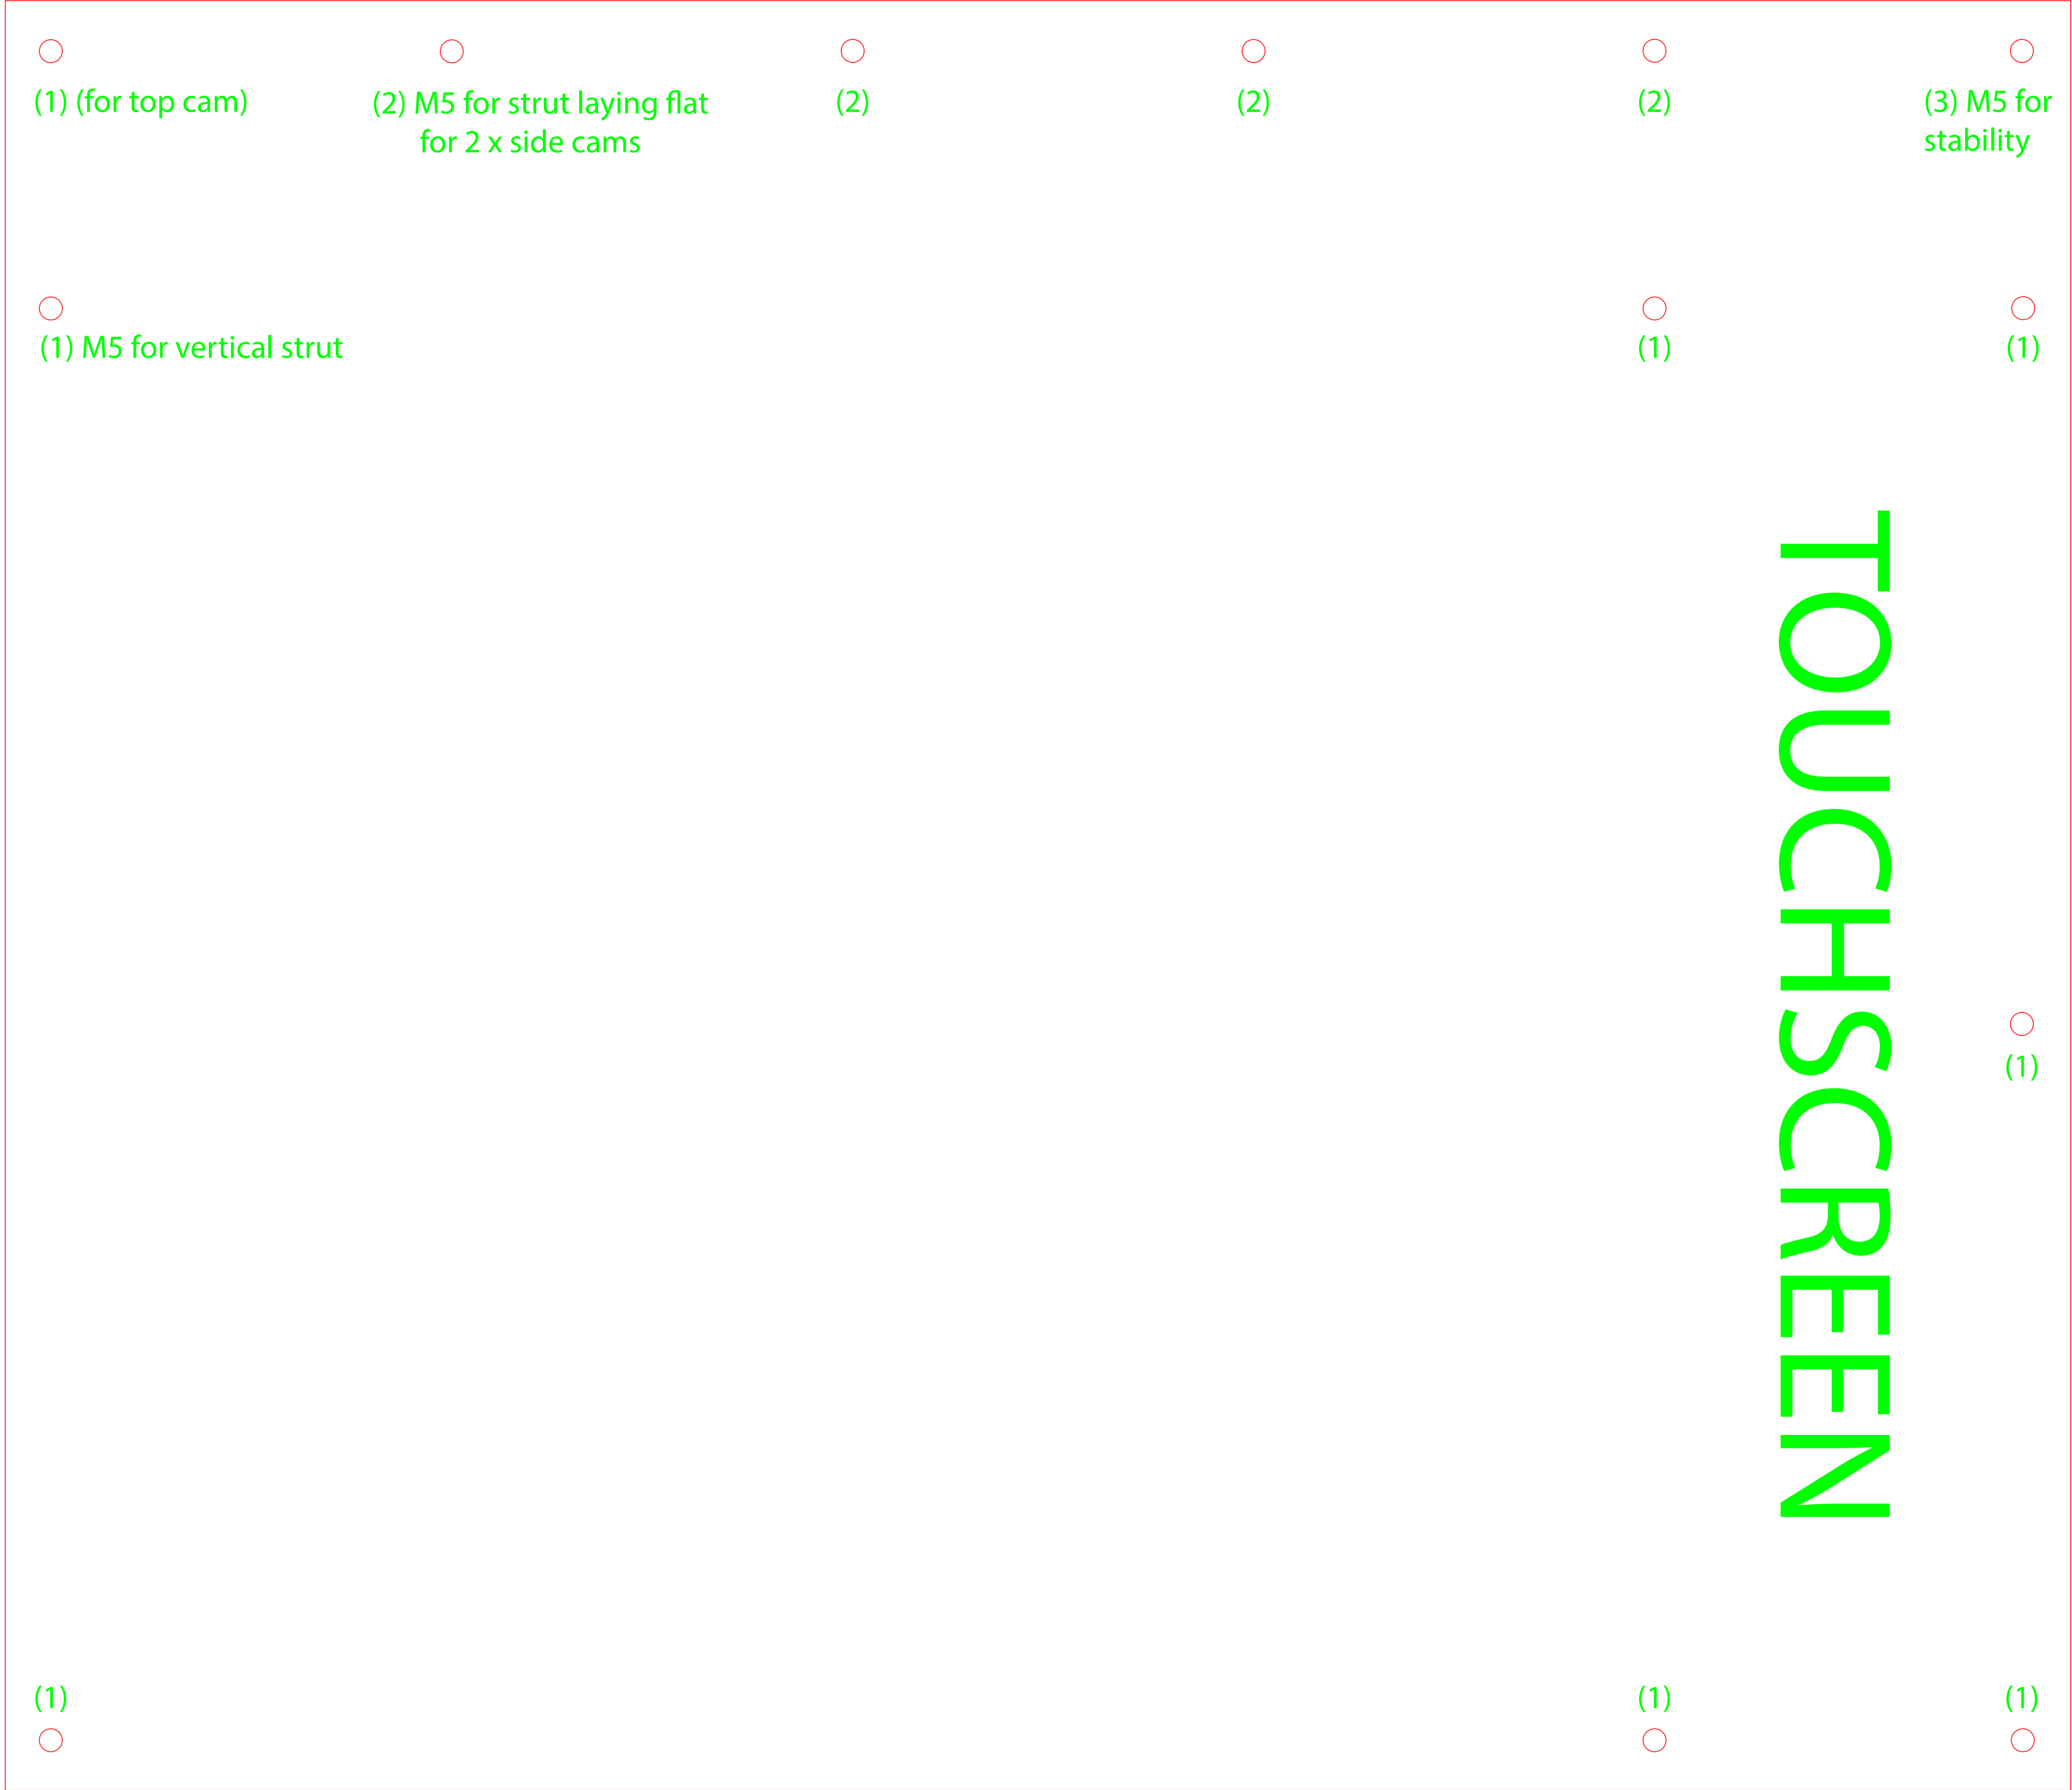 (1) (for top cam)
(2) M5 for strut laying flat
for 2 x side cams
(2)
(2)
(2)
(3) M5 for
stability
(1) M5 for vertical strut
(1)
(1)
TOUCHSCREEN
(1)
(1)
(1)
(1)